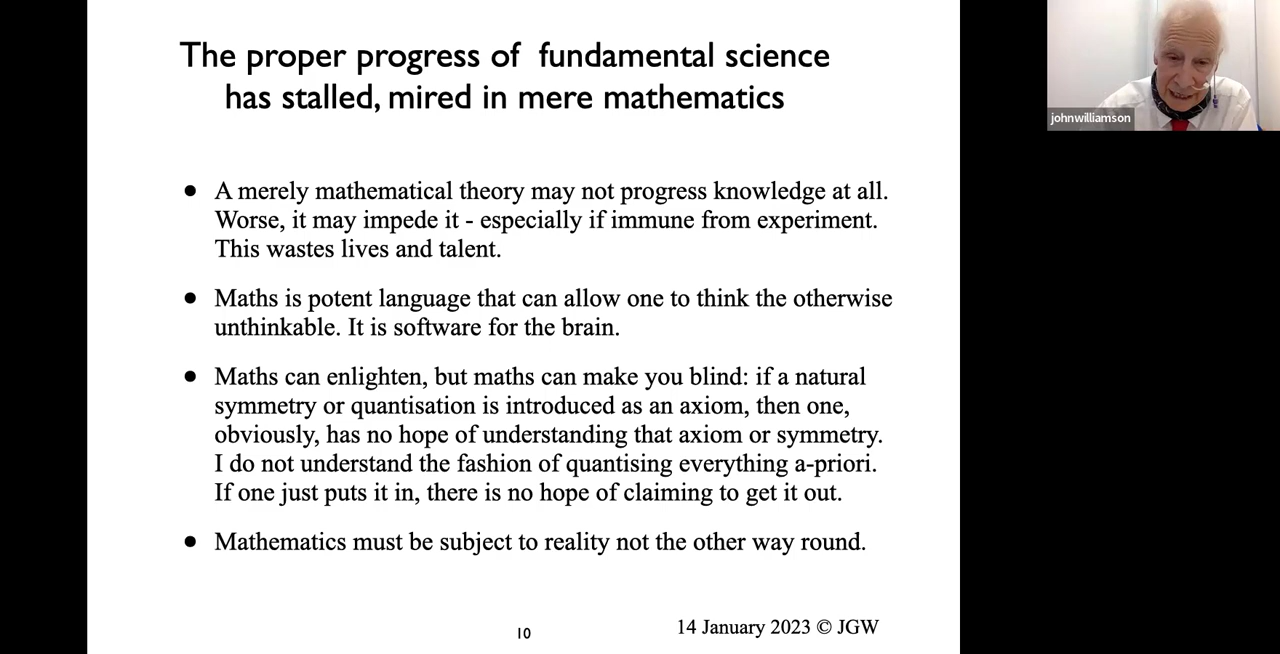 The proper progress of fundamental science
has stalled, mired in mere mathematics
johnwilliamson
• A merely mathematical theory may not progress knowledge at all.
Worse, it may impede it - especially if immune from experiment.
This wastes lives and talent.
• Maths is potent language that can allow one to think the otherwise
unthinkable. It is software for the brain.
• Maths can enlighten, but maths can make you blind: if a natural
symmetry or quantisation is introduced as an axiom, then one,
obviously, has no hope of understanding that axiom or symmetry.
I do not understand the fashion of quantising everything a-priori.
If one just puts it in, there is no hope of claiming to get it out.
• Mathematics must be subject to reality not the other way round.
10
14 January 2023 © JGW